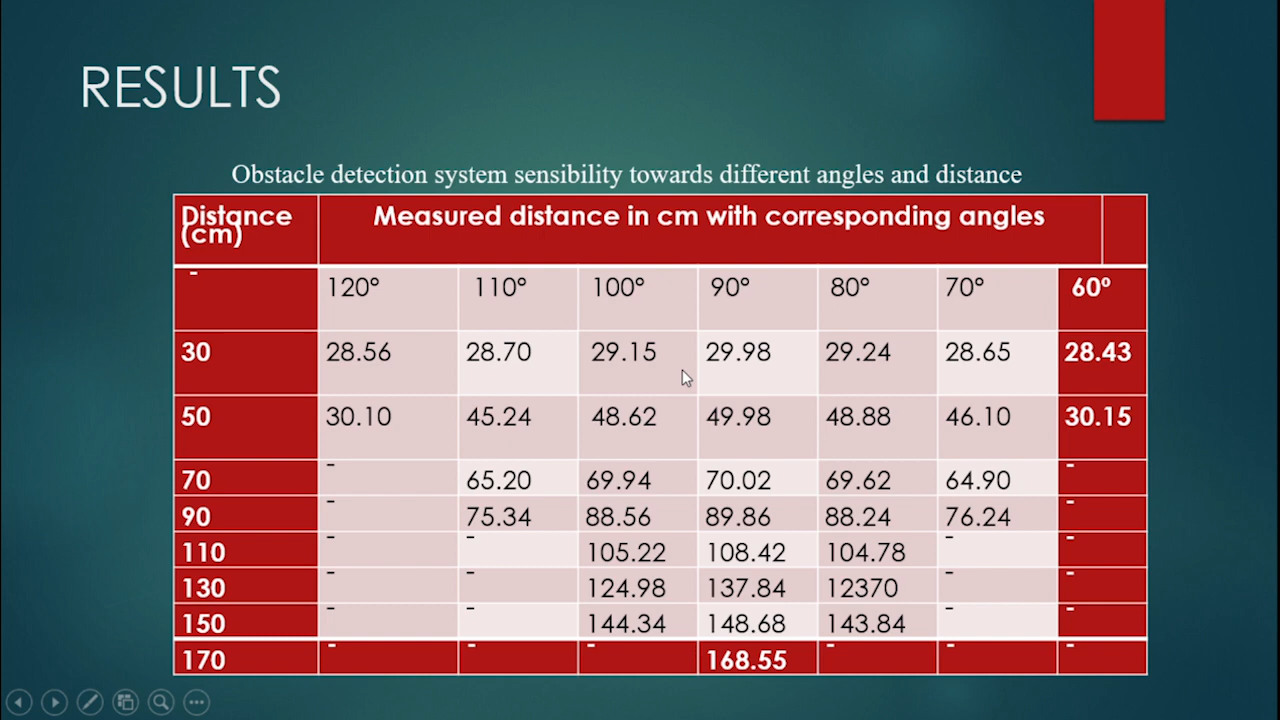 RESULTS
Obstacle detection system sensibility towards different angles and distance
Distance (cm) Measured distance in cm with corresponding angles
- 120° 110° 100° 90° 80° 70° 60°
30 28.56 28.70 29.15 29.98 29.24 28.65 28.43
50 30.10 45.24 48.62 49.98 48.88 46.10 30.15
70 - 65.20 69.94 70.02 69.62 64.90 -
90 - 75.34 88.56 89.86 88.24 76.24 -
110 - - 105.22 108.42 104.78 - -
130 - - 124.98 137.84 12370 - -
150 - - 144.34 148.68 143.84 - -
170 - - - 168.55 - - -